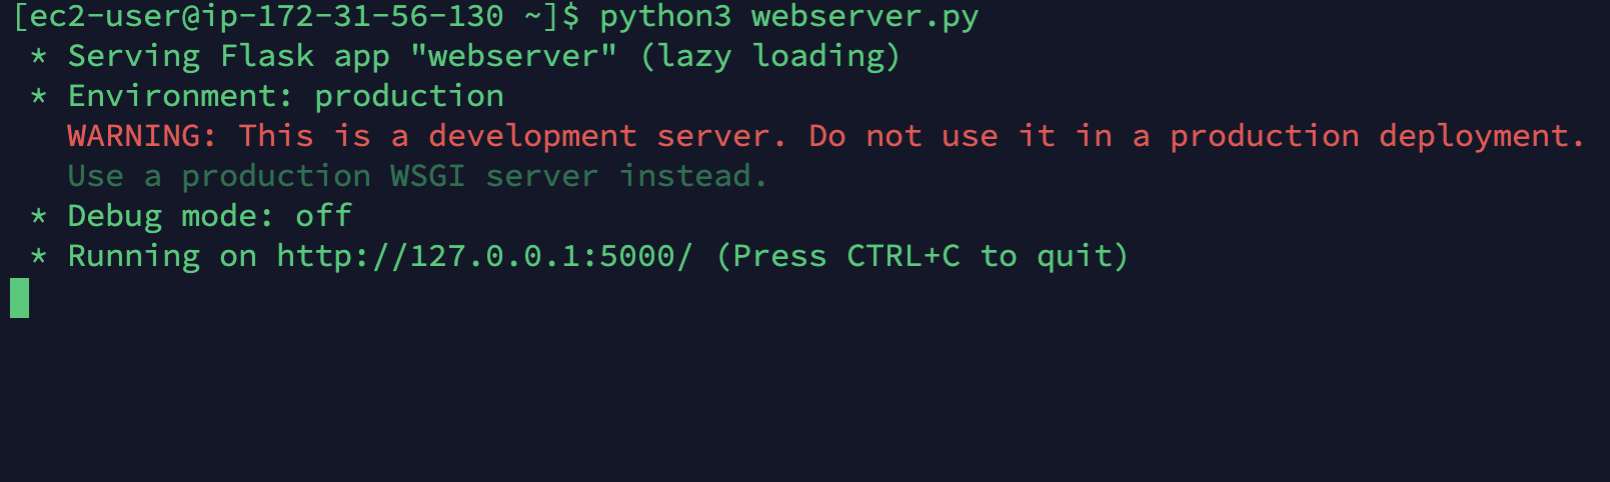 [ec2-user@ip-172-31-56-130 ~]$ python3 webserver.py
* Serving Flask app "webserver" (lazy loading)
* Environment: production
WARNING: This is a development server. Do not use it in a production deployment.
Use a production WSGI server instead.
* Debug mode: off
* Running on http://127.0.0.1:5000/ (Press CTRL+C to quit)